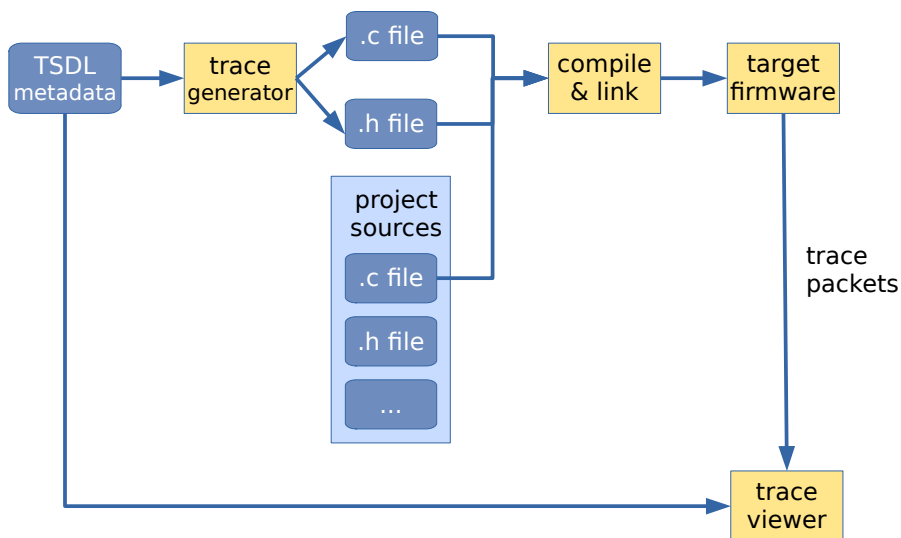 TSDL
metadata
trace
generator
.c file
.h file
compile
& link
target
firmware
project
sources
.c file
.h file
...
trace
packets
trace
viewer